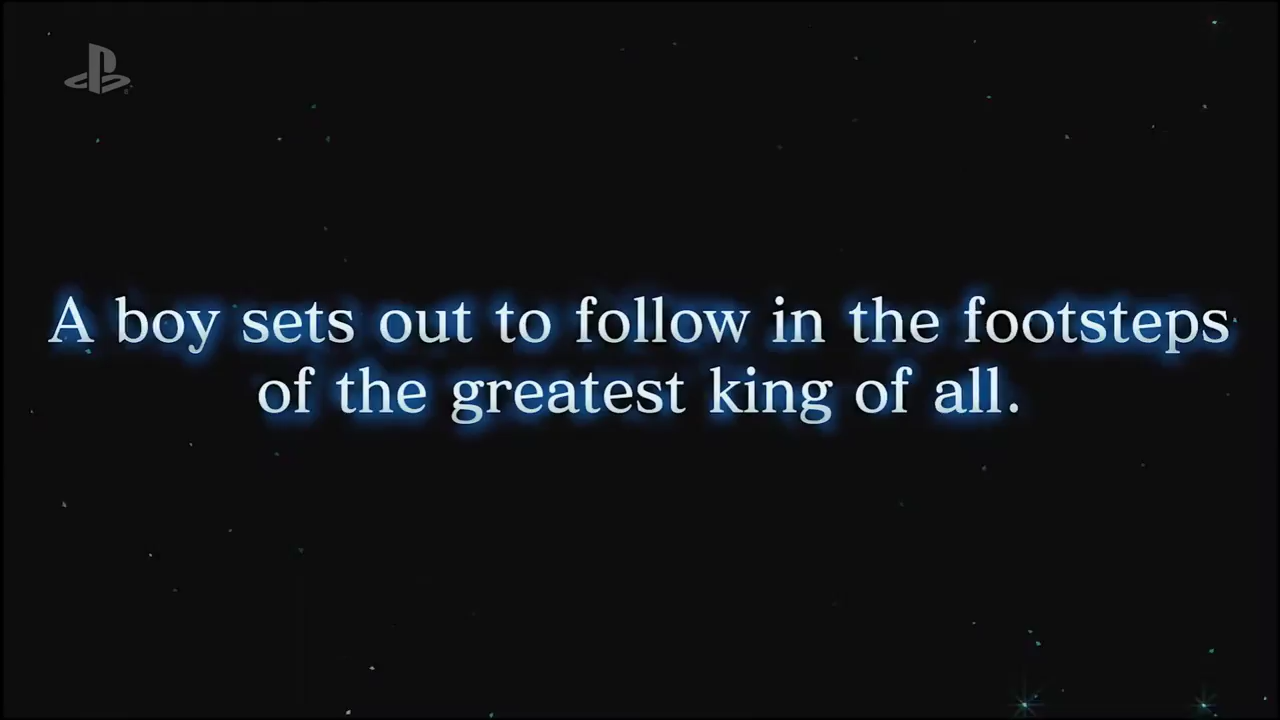 A boy sets out to follow in the footsteps
of the greatest king of all.